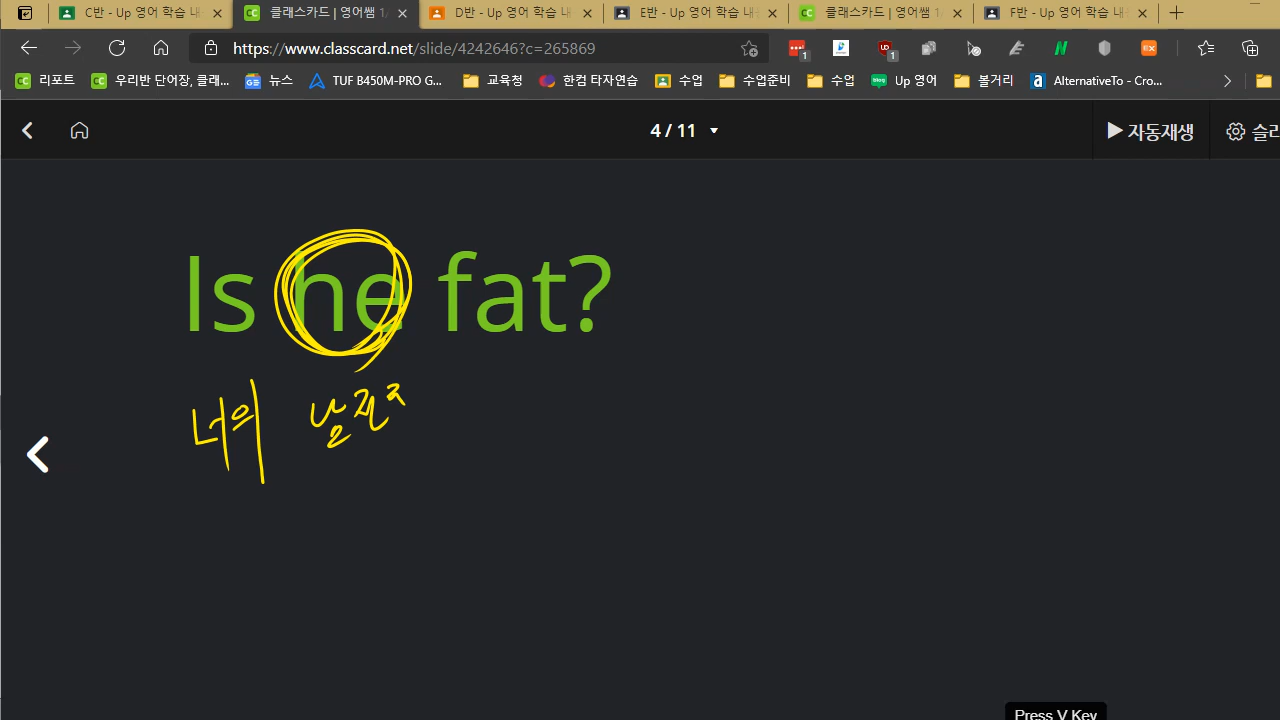 C반 - Up 영어 학습 내
클래스카드 | 영어쌤 1/
D반 - Up 영어 학습 내
E반 - Up 영어 학습 내
클래스카드 | 영어쌤 1
F반 - Up 영어 학습 내
https://www.classcard.net/slide/4242646?c=265869
리포트
우리반 단어장, 클래...
뉴스
TUF B450M-PRO G...
교육청
한컴 타자연습
수업
수업준비
수업
Up 영어
볼거리
AlternativeTo - Cro...
4 / 11
자동재생
슬라
Is he fat?
너의
Press V Key